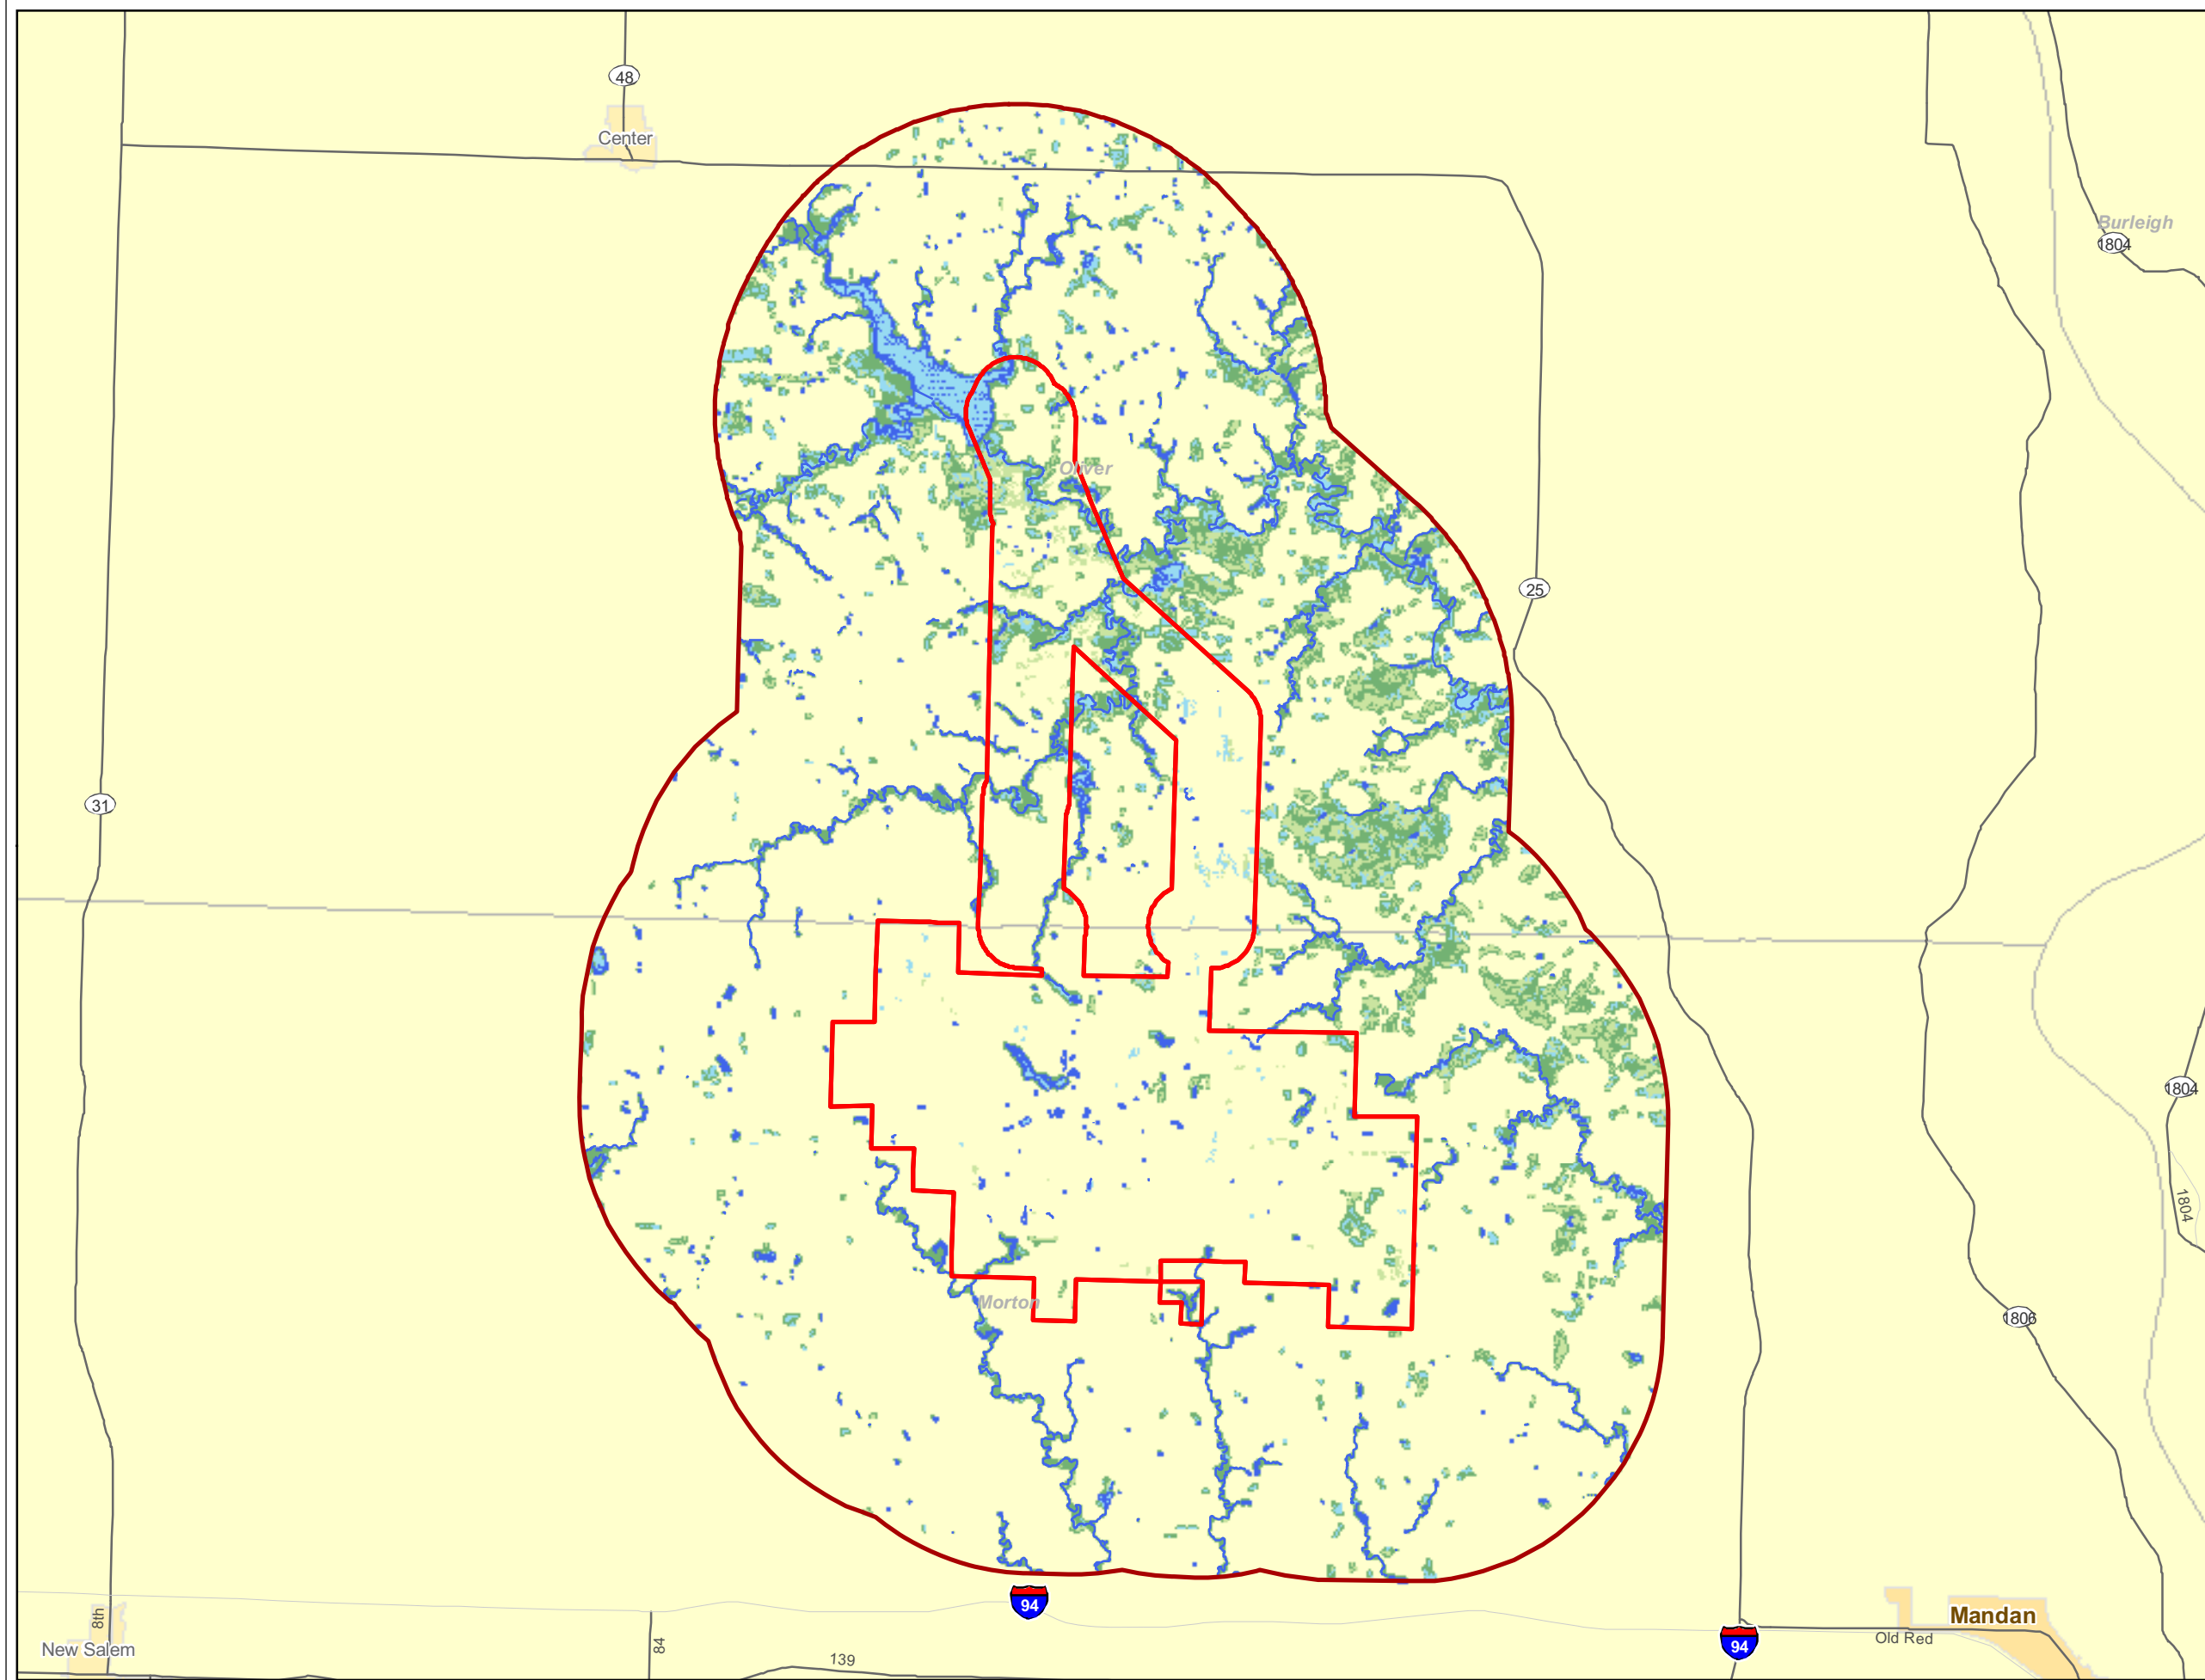 48
Center
Burleigh
1804
Oliver
25
31
1804
1804
Morton
1806
94
8th
Mandan
94
Old Red
New Salem
84
139